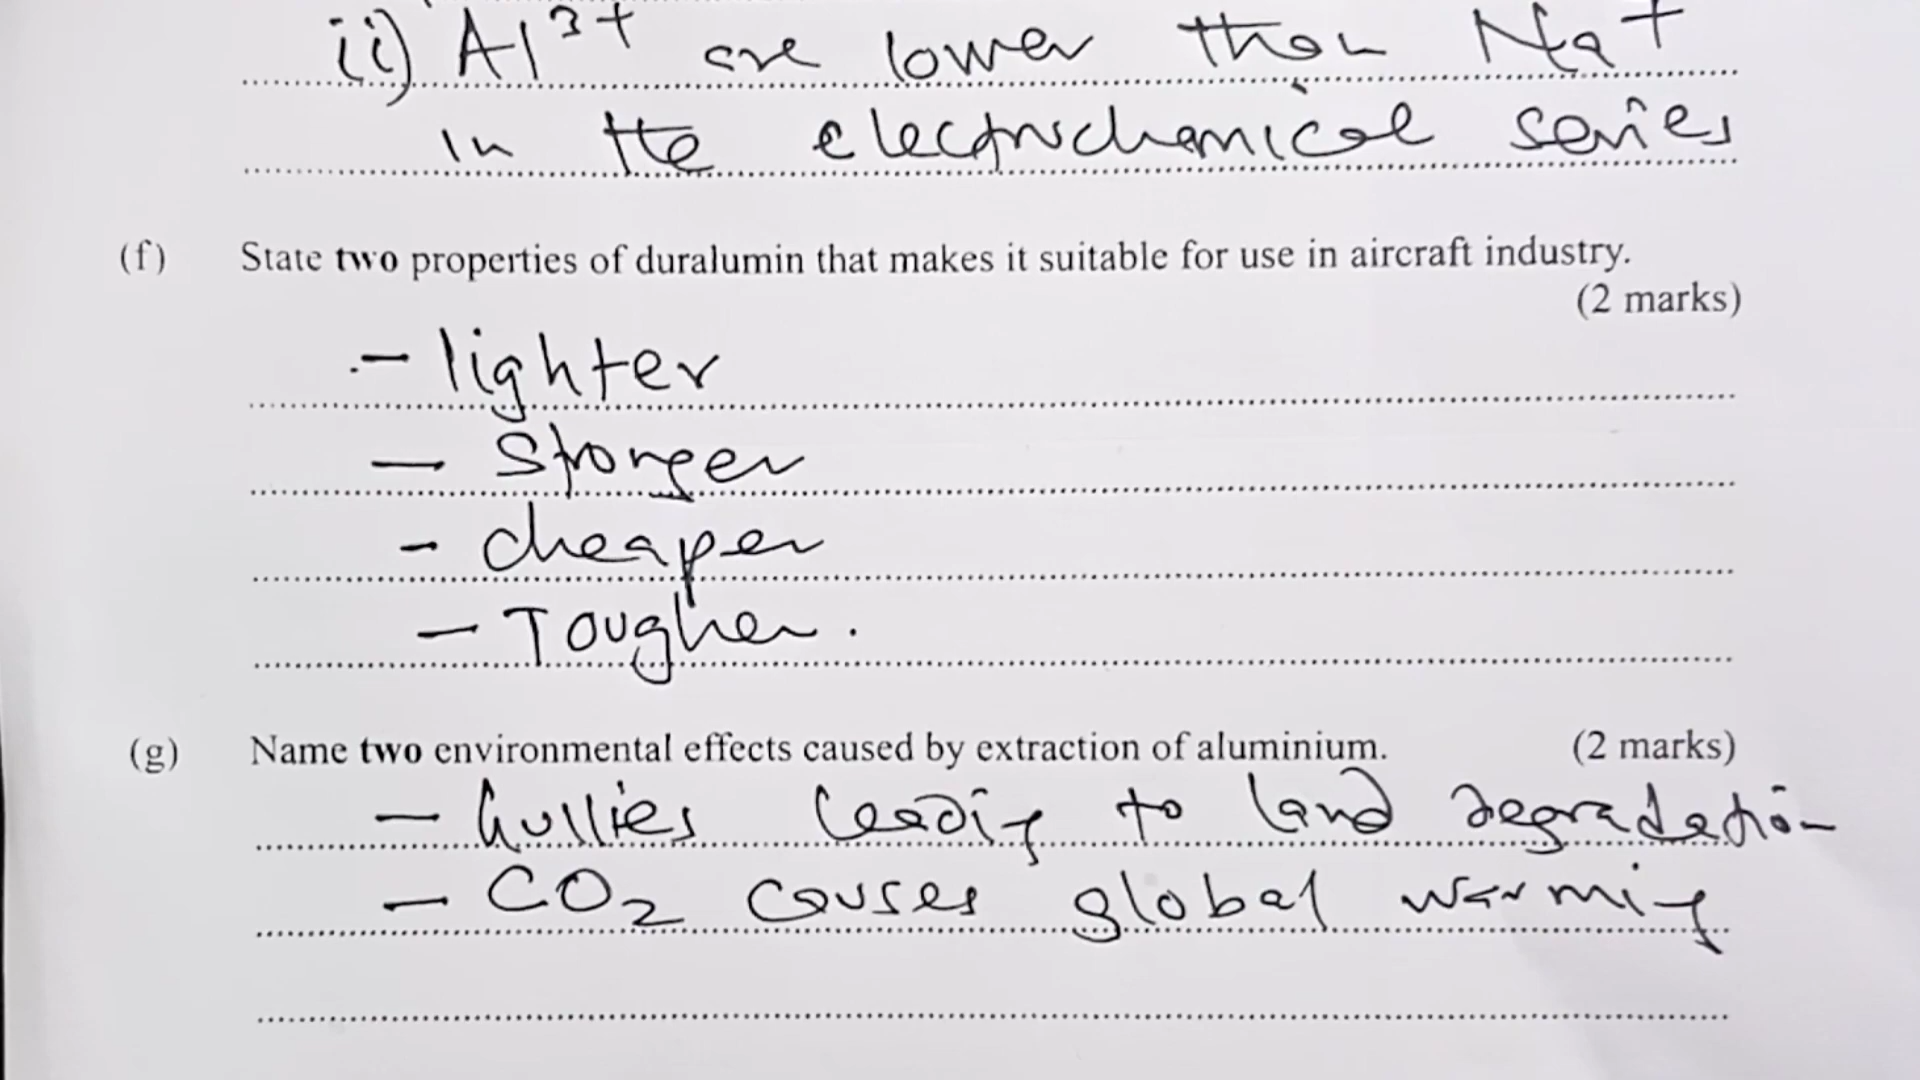 ii) Al3+ are lower than Na+
in the electrochemical series
(f) State two properties of duralumin that makes it suitable for use in aircraft industry.
(2 marks)
- lighter
- Stronger
- cheaper
- Tougher.
(g) Name two environmental effects caused by extraction of aluminium. (2 marks)
- Gullies leading to land degradation
- CO2 causes global warming